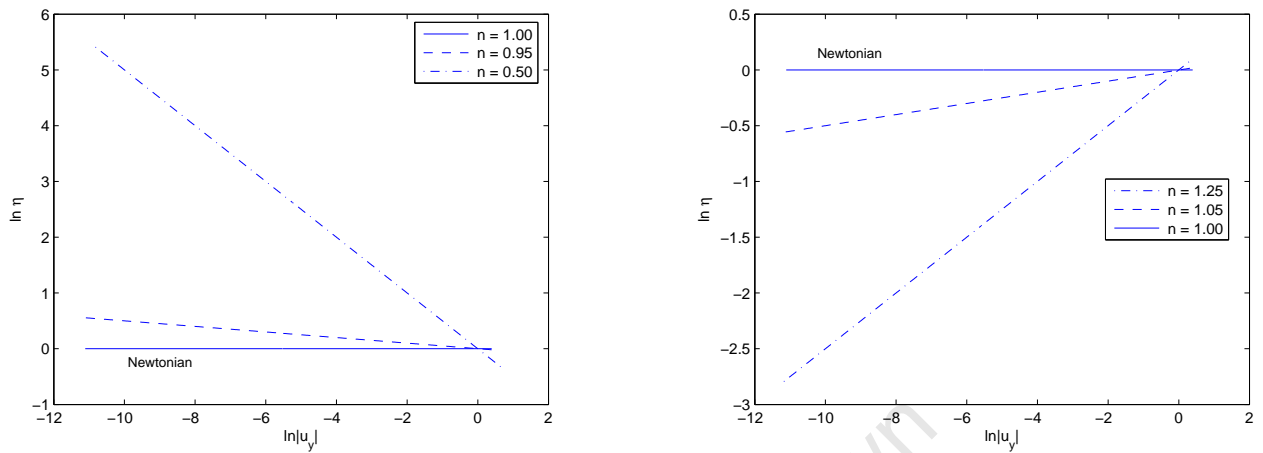 6
5
4
3
2
1
0
−1
ln η
−12 −10 −8 −6 −4 −2 0 2
ln|u_y|
n = 1.00
n = 0.95
n = 0.50
Newtonian
0.5
0
−0.5
−1
−1.5
−2
−2.5
−3
ln η
−12 −10 −8 −6 −4 −2 0 2
ln|u_y|
Newtonian
n = 1.25
n = 1.05
n = 1.00